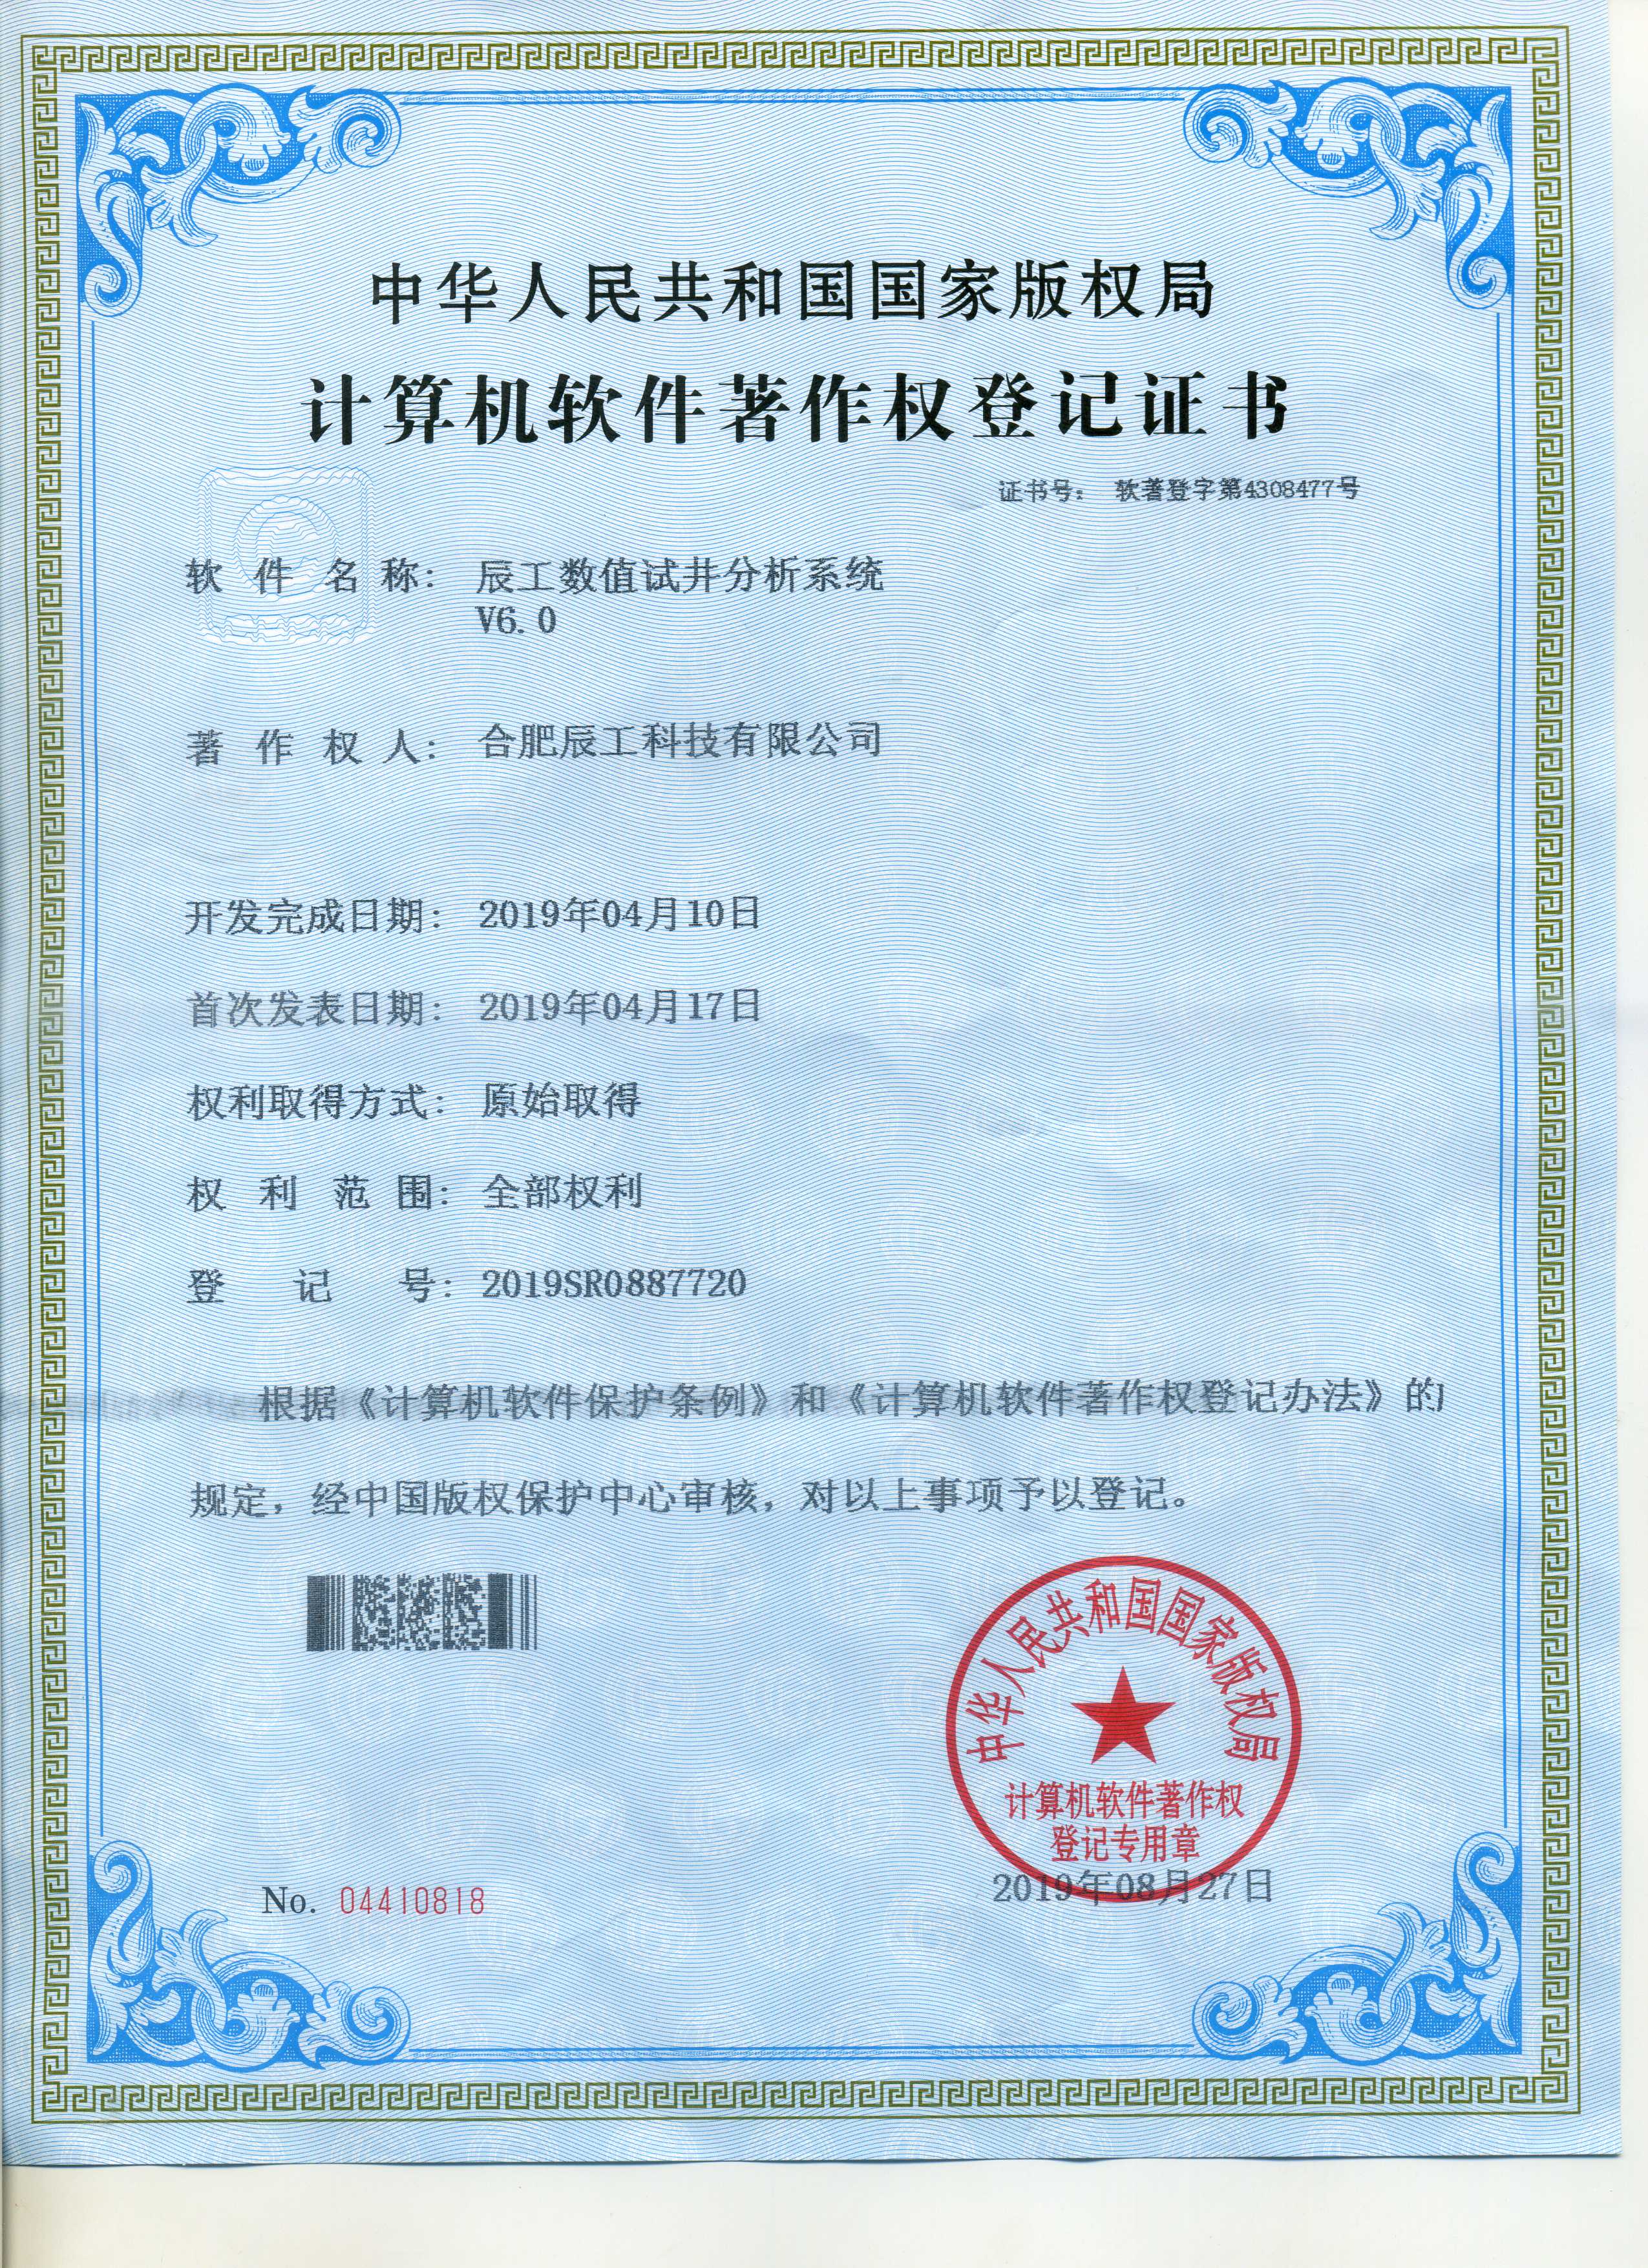 中华人民共和国国家版权局
计算机软件著作权登记证书
证书号： 软著登字第4308477号
软件名称： 辰工数值试井分析系统
V6.0
著作权人： 合肥辰工科技有限公司
开发完成日期： 2019年04月10日
首次发表日期： 2019年04月17日
权利取得方式： 原始取得
权利范围： 全部权利
登记号： 2019SR0887720
根据《计算机软件保护条例》和《计算机软件著作权登记办法》的
规定，经中国版权保护中心审核，对以上事项予以登记。
中华人民共和国国家版权局
计算机软件著作权
登记专用章
No. 04410818
2019年08月27日